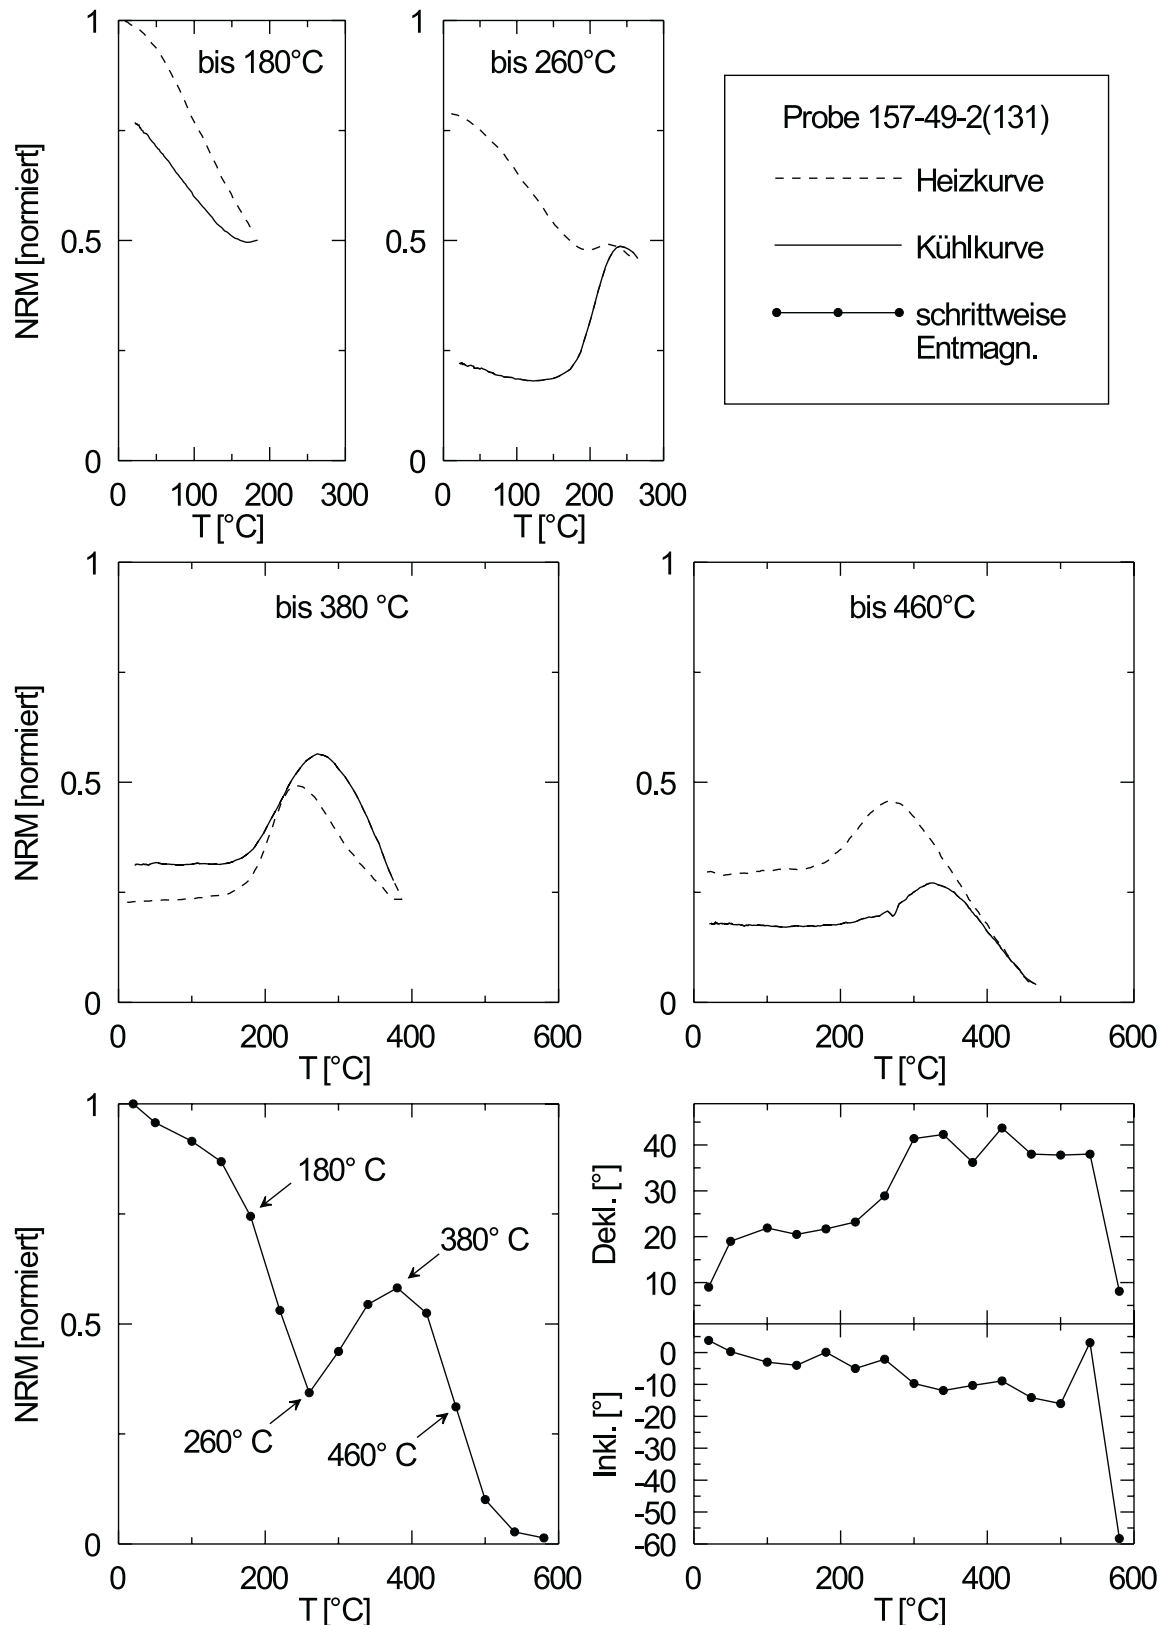 bis 180°C
1
0.5
0
NRM [normiert]
0 100 200 300
T [°C]
bis 260°C
1
0.5
0
0 100 200 300
T [°C]
Probe 157-49-2(131)
Heizkurve
Kühlkurve
schrittweise
Entmagn.
bis 380 °C
1
0.5
0
NRM [normiert]
0 200 400 600
T [°C]
bis 460°C
1
0.5
0
0 200 400 600
T [°C]
1
0.5
0
NRM [normiert]
180° C
380° C
260° C
460° C
0 200 400 600
T [°C]
40
30
20
10
Dekl. [°]
0
-10
-20
-30
-40
-50
-60
Inkl. [°]
0 200 400 600
T [°C]